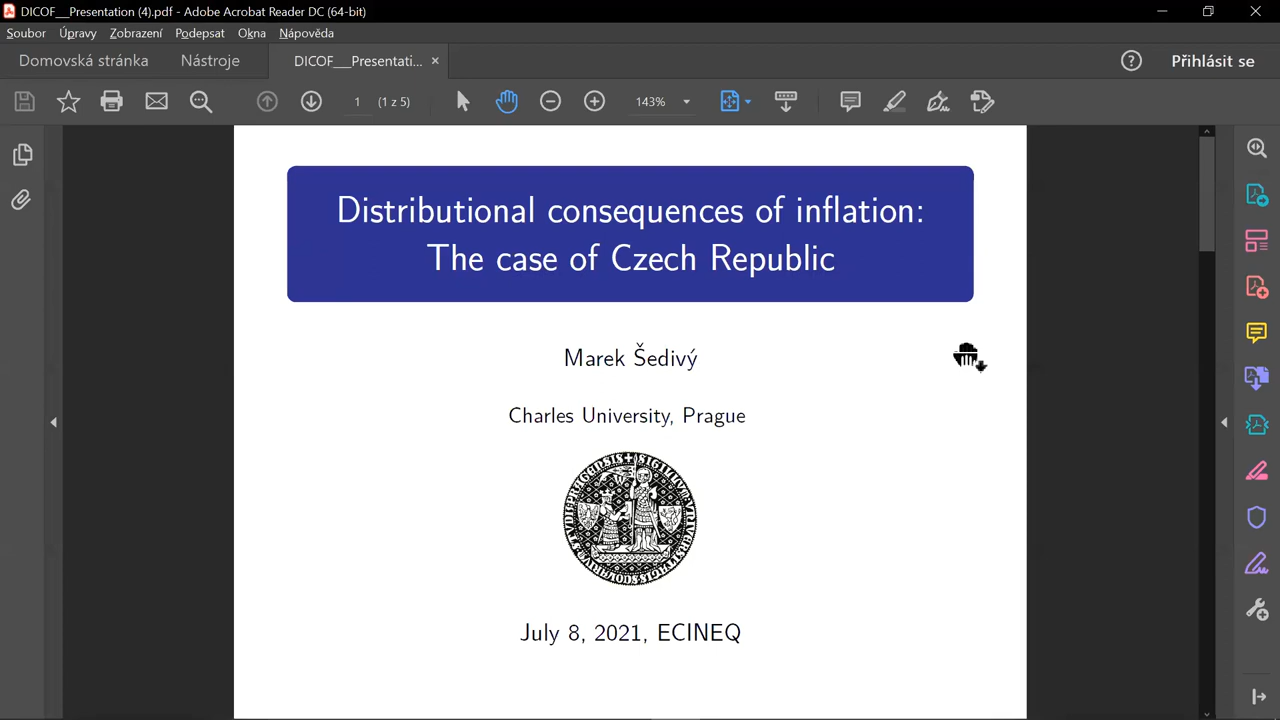 DICOF__Presentation (4).pdf - Adobe Acrobat Reader DC (64-bit)
Soubor Úpravy Zobrazení Podepsat Okna Nápověda
Domovská stránka Nástroje DICOF__Presentati... × ? Přihlásit se
1 (1 z 5) 143%
Distributional consequences of inflation:
The case of Czech Republic
Marek Šedivý
Charles University, Prague
July 8, 2021, ECINEQ